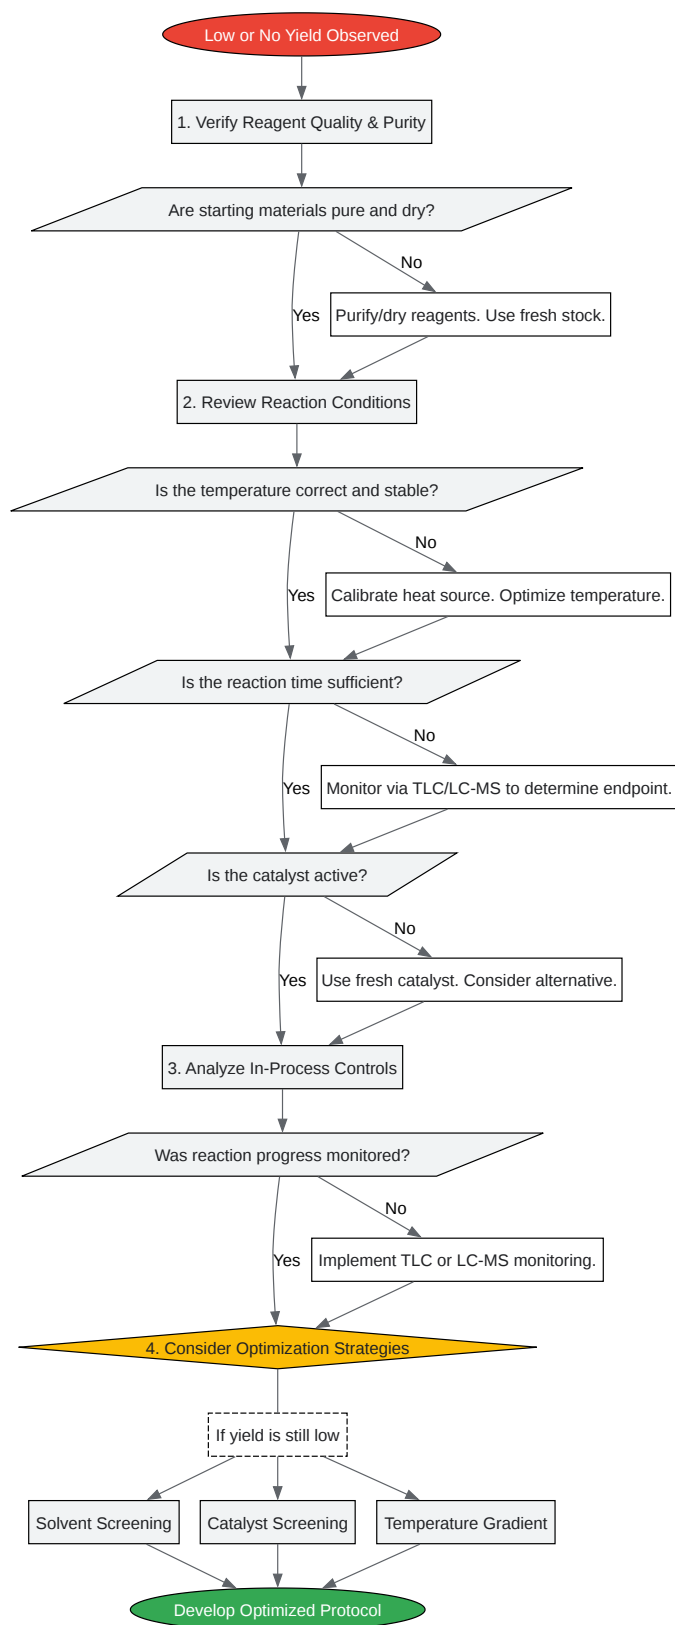 Low or No Yield Observed
1. Verify Reagent Quality & Purity
Are starting materials pure and dry?
No
Yes
Purify/dry reagents. Use fresh stock.
2. Review Reaction Conditions
Is the temperature correct and stable?
No
Yes
Calibrate heat source. Optimize temperature.
Is the reaction time sufficient?
No
Yes
Monitor via TLC/LC-MS to determine endpoint.
Is the catalyst active?
No
Yes
Use fresh catalyst. Consider alternative.
3. Analyze In-Process Controls
Was reaction progress monitored?
No
Yes
Implement TLC or LC-MS monitoring.
4. Consider Optimization Strategies
If yield is still low
Solvent Screening
Catalyst Screening
Temperature Gradient
Develop Optimized Protocol